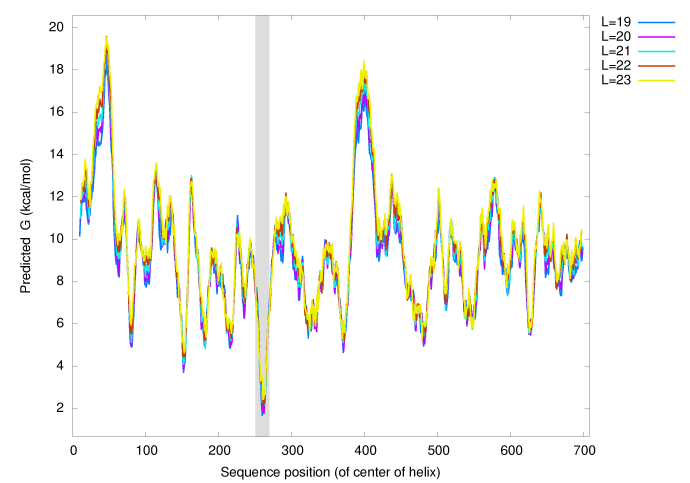 L=19
L=20
L=21
L=22
L=23
20
18
16
14
12
10
8
6
4
2
Predicted G (kcal/mol)
0 100 200 300 400 500 600 700
Sequence position (of center of helix)